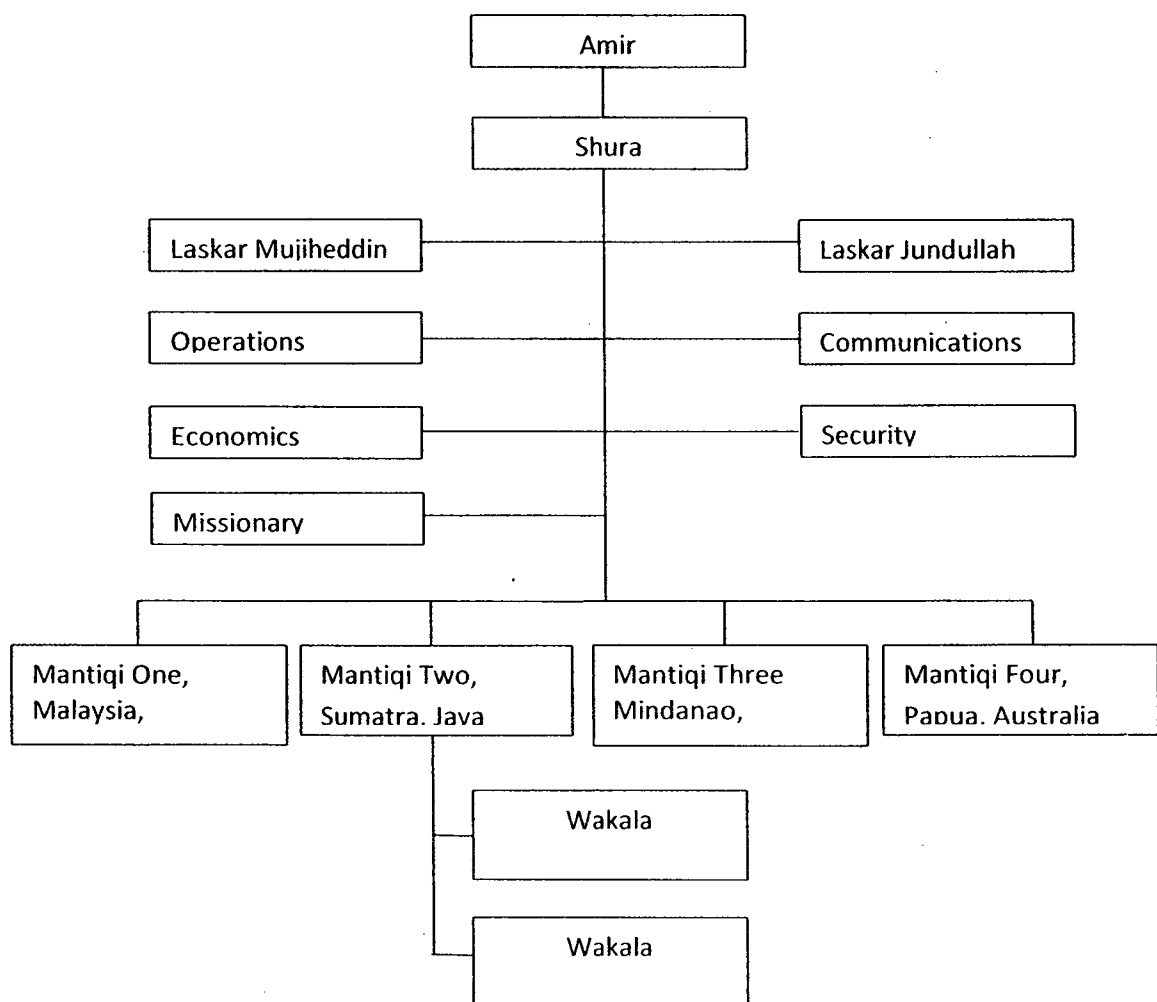 Amir
Shura
Laskar Mujiheddin
Laskar Jundullah
Operations
Communications
Economics
Security
Missionary
Mantiqi One,
Malaysia,
Mantiqi Two,
Sumatra, Java
Mantiqi Three
Mindanao,
Mantiqi Four,
Papua, Australia
Wakala
Wakala